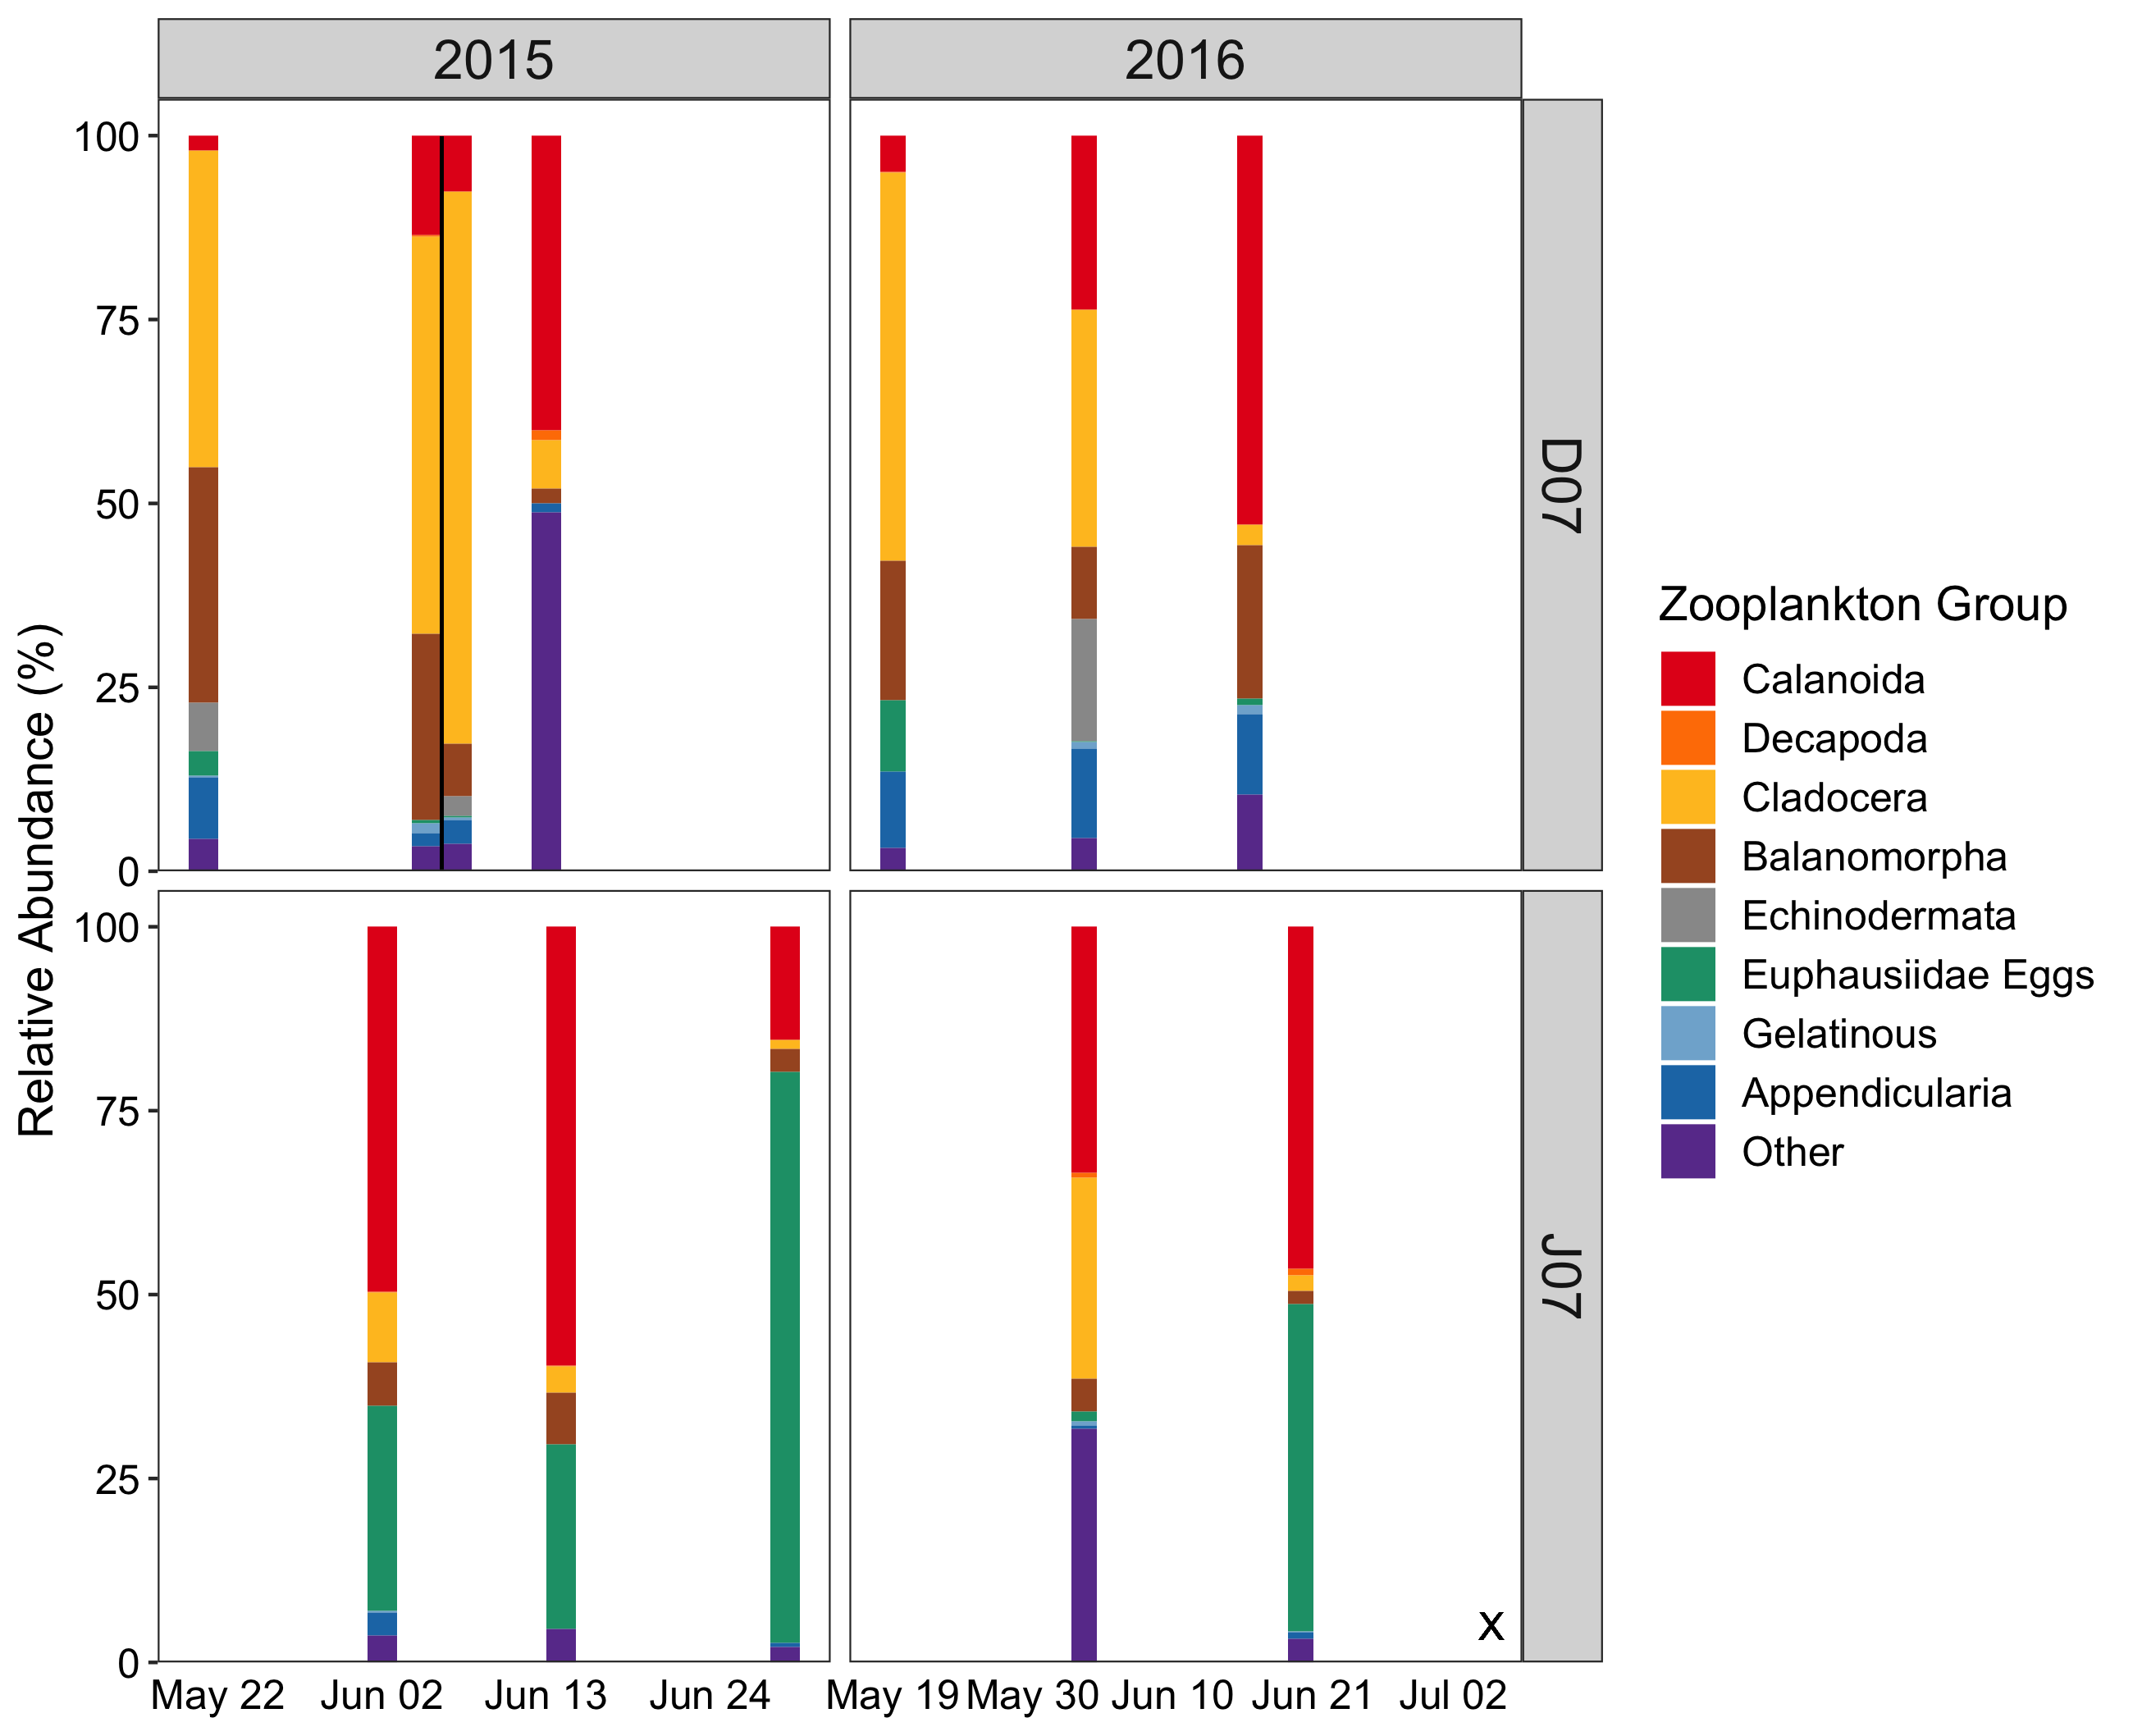 2015
2016
100
75
50
25
0
D07
100
75
50
25
0
J07
x
May 22
Jun 02
Jun 13
Jun 24
May 19
May 30
Jun 10
Jun 21
Jul 02
Relative Abundance (%)
Zooplankton Group
Calanoida
Decapoda
Cladocera
Balanomorpha
Echinodermata
Euphausiidae Eggs
Gelatinous
Appendicularia
Other